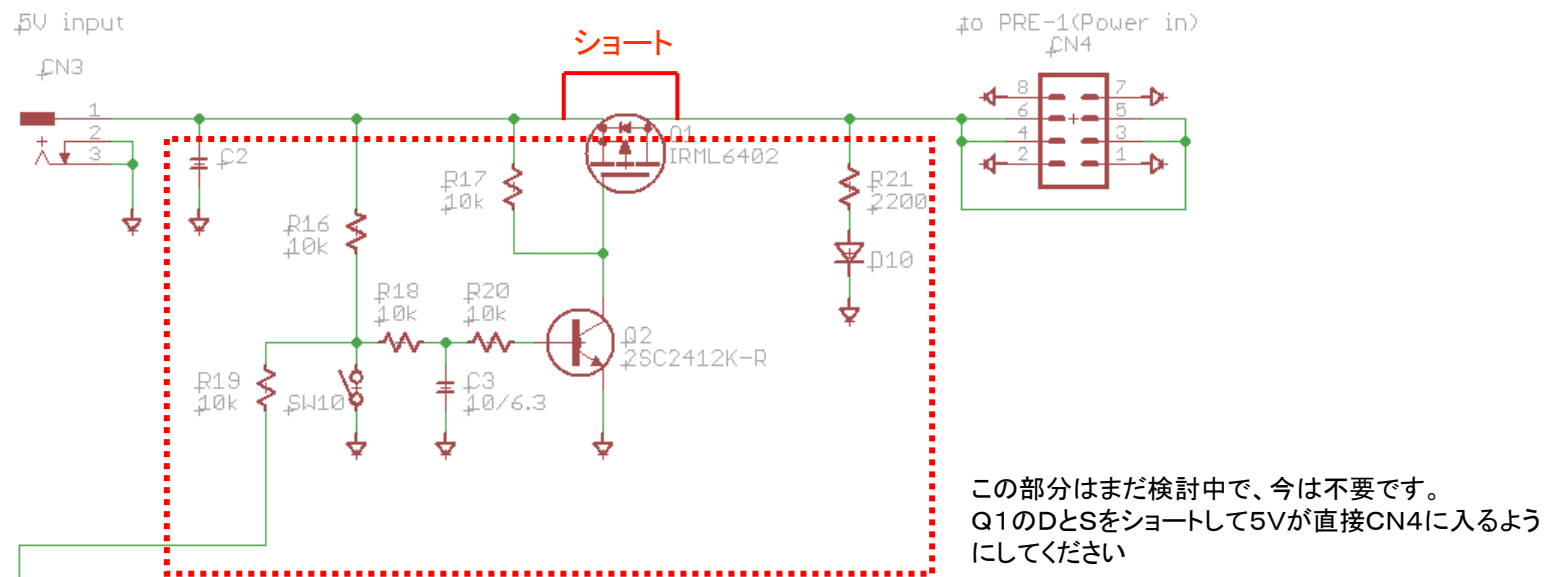 5V input
ショート
to PRE-1(Power in)
CN4
CN3
1
2
3
8
7
6
5
4
3
2
1
C2
Q1
IRML6402
R17
10k
R21
2200
R16
10k
D10
R18
10k
R20
10k
Q2
2SC2412K-R
R19
10k
SW10
C3
10/6.3
この部分はまだ検討中で、今は不要です。
Q1のDとSをショートして5Vが直接CN4に入るよう
にしてください